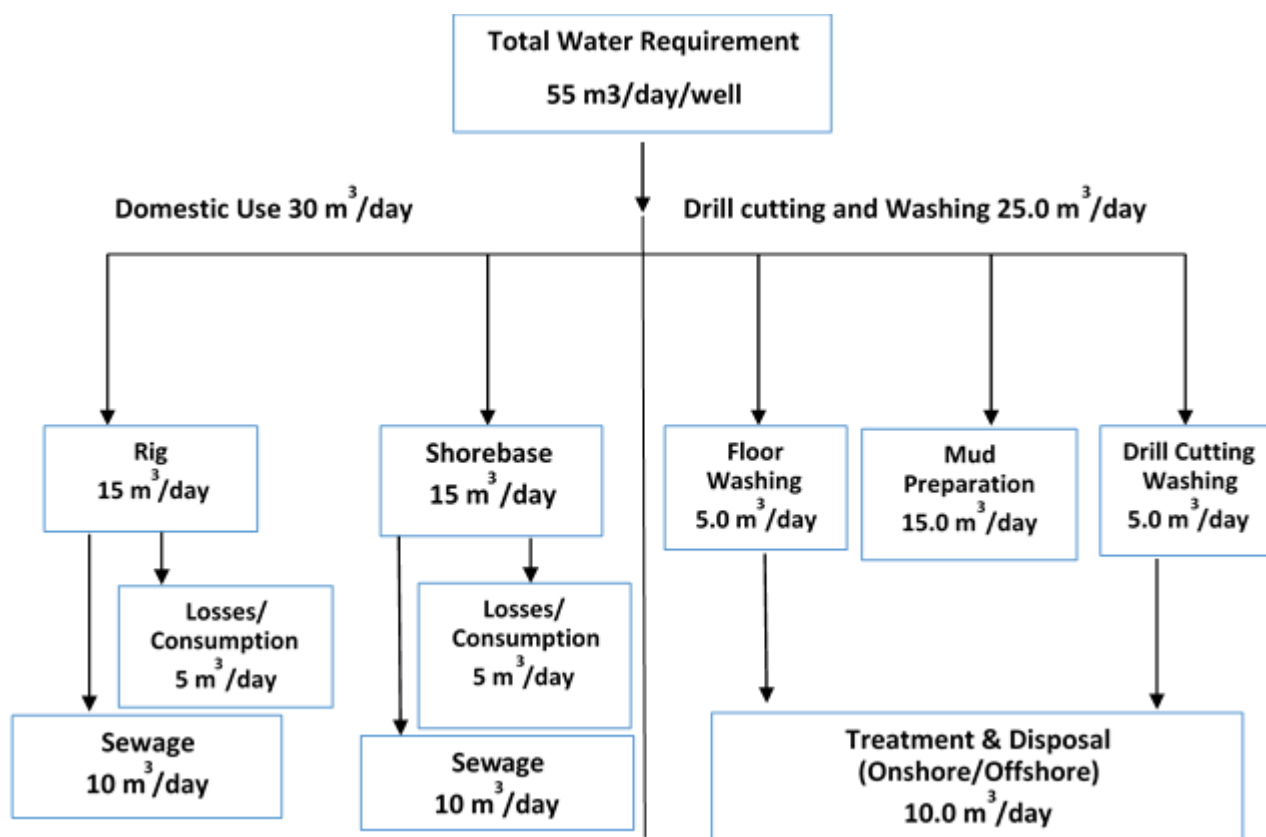 Total Water Requirement
55 m3/day/well
Domestic Use 30 m³/day
Drill cutting and Washing 25.0 m³/day
Rig
15 m³/day
Shorebase
15 m³/day
Floor
Washing
5.0 m³/day
Mud
Preparation
15.0 m³/day
Drill Cutting
Washing
5.0 m³/day
Losses/
Consumption
5 m³/day
Losses/
Consumption
5 m³/day
Sewage
10 m³/day
Sewage
10 m³/day
Treatment & Disposal
(Onshore/Offshore)
10.0 m³/day